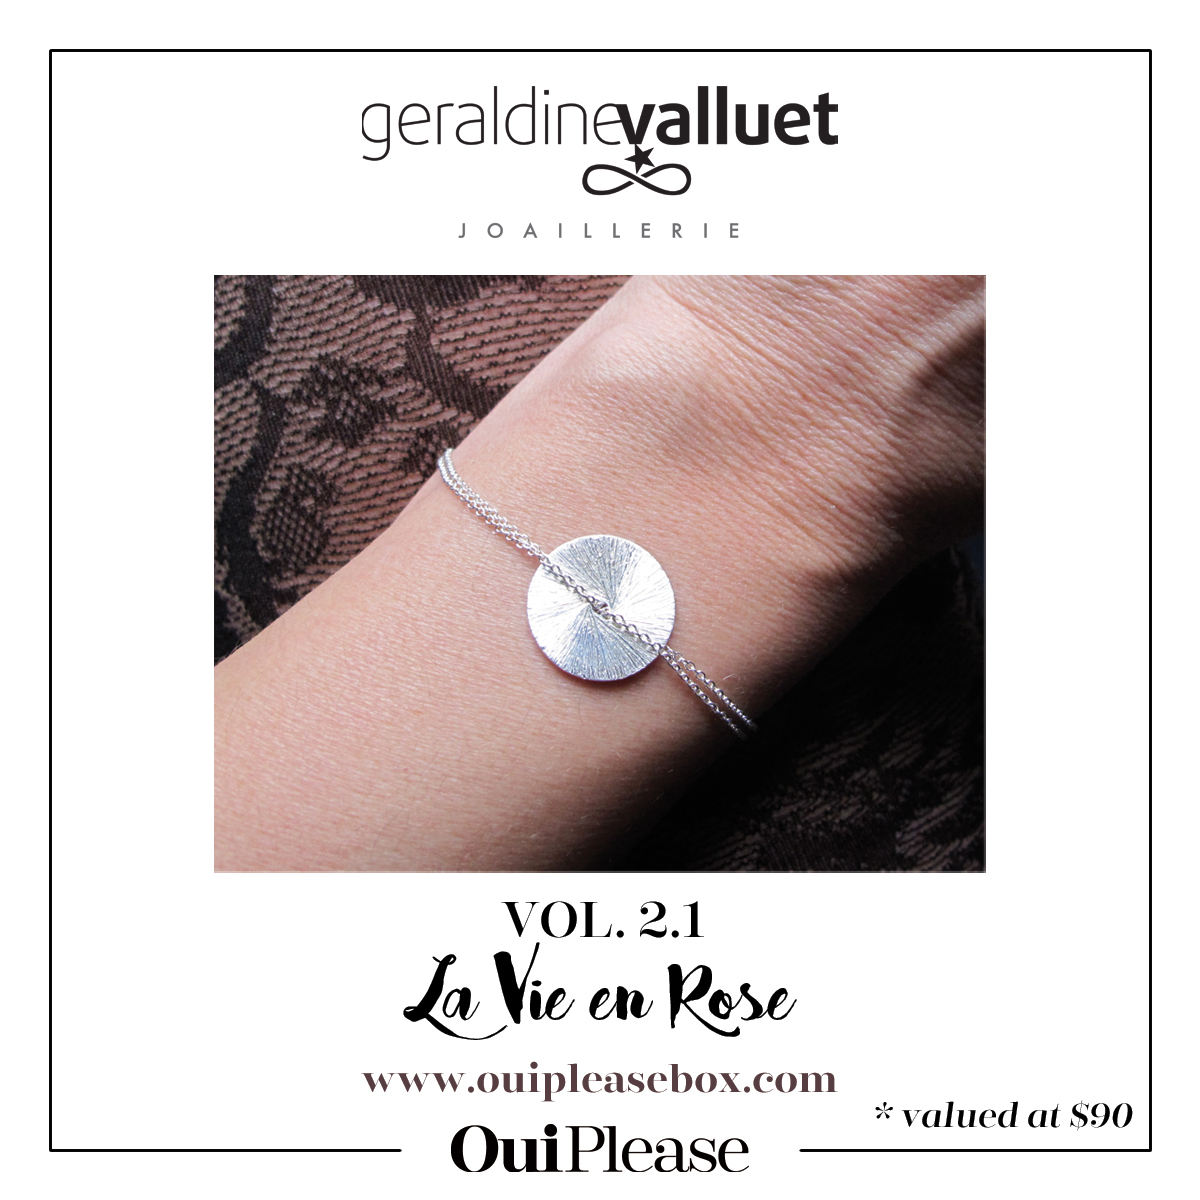 geraldinevalluet
JOAILLERIE
VOL. 2.1
La Vie en Rose
www.ouipleasebox.com
* valued at $90
OuiPlease